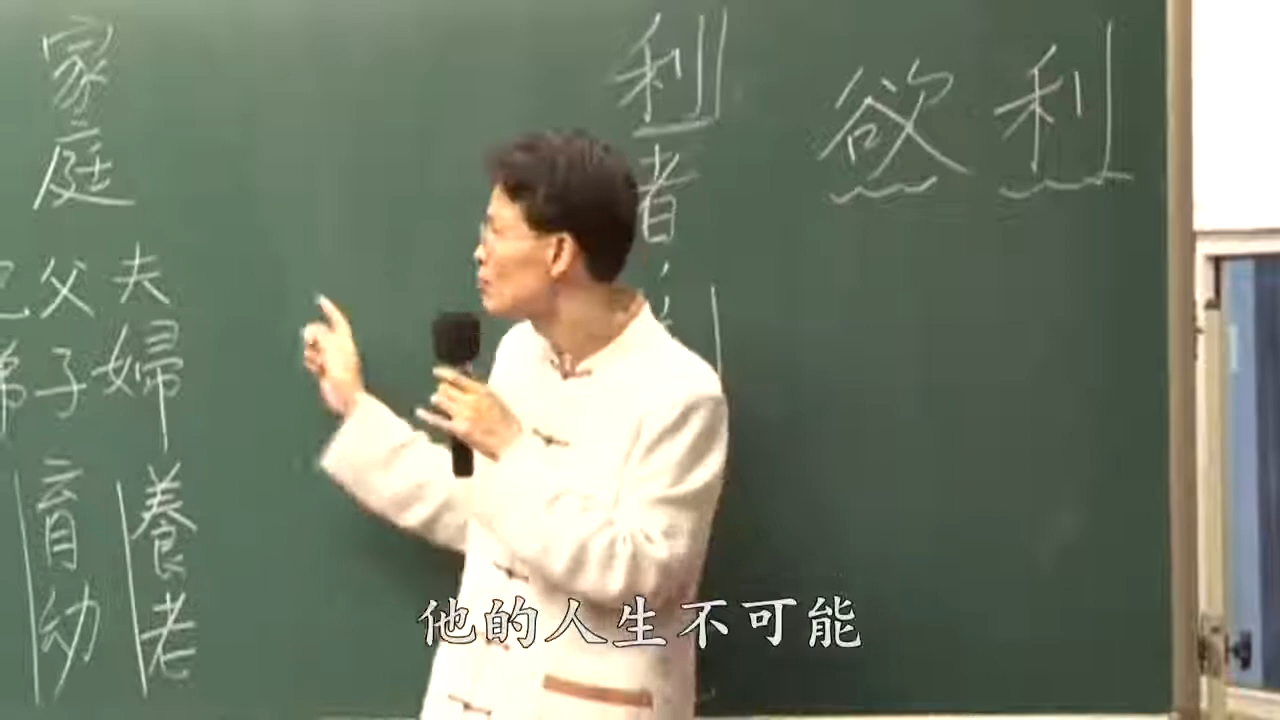 利
欲
利者，
家庭
夫婦
父子
養老
育幼
他的人生不可能